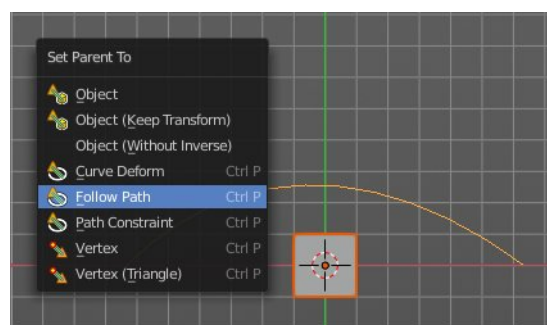 Set Parent To
Object
Object (Keep Transform)
Object (Without Inverse)
Curve Deform Ctrl P
Follow Path Ctrl P
Path Constraint Ctrl P
Vertex Ctrl P
Vertex (Triangle) Ctrl P